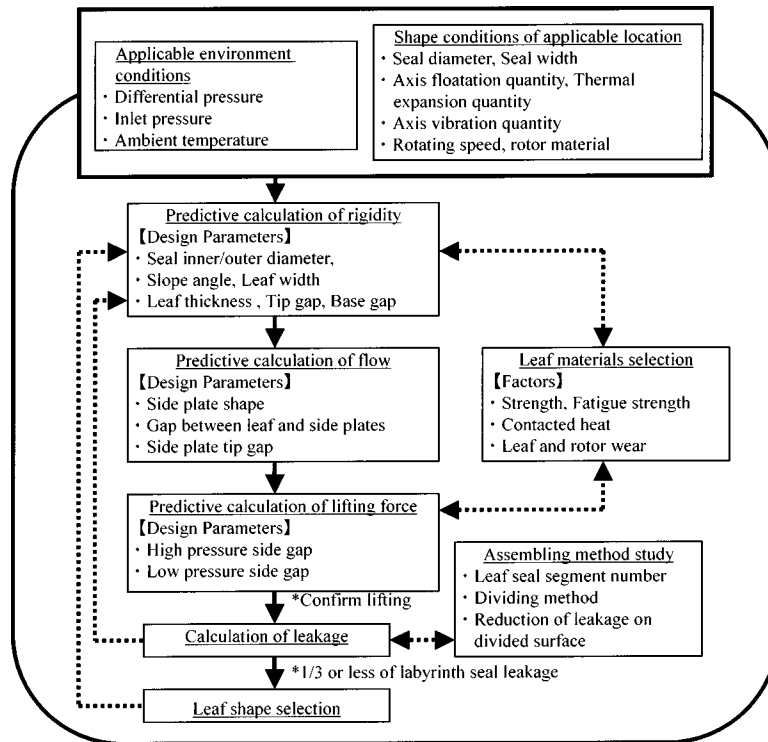 Applicable environment
conditions
・Differential pressure
・Inlet pressure
・Ambient temperature
Shape conditions of applicable location
・Seal diameter, Seal width
・Axis floatation quantity, Thermal
expansion quantity
・Axis vibration quantity
・Rotating speed, rotor material
Predictive calculation of rigidity
【Design Parameters】
・Seal inner/outer diameter,
・Slope angle, Leaf width
・Leaf thickness , Tip gap, Base gap
Predictive calculation of flow
【Design Parameters】
・Side plate shape
・Gap between leaf and side plates
・Side plate tip gap
Leaf materials selection
【Factors】
・Strength, Fatigue strength
・Contacted heat
・Leaf and rotor wear
Predictive calculation of lifting force
【Design Parameters】
・High pressure side gap
・Low pressure side gap
*Confirm lifting
Assembling method study
・Leaf seal segment number
・Dividing method
・Reduction of leakage on
divided surface
Calculation of leakage
*1/3 or less of labyrinth seal leakage
Leaf shape selection